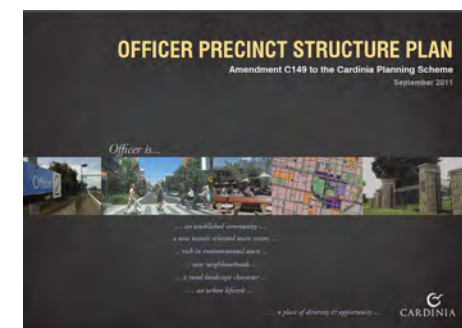 OFFICER PRECINCT STRUCTURE PLAN
Amendment C149 to the Cardinia Planning Scheme
September 2011
Officer is...
Officer
... an established community ...
... a new transit oriented town centre ...
... rich in environmental assets ...
... new neighbourhoods ...
... a rural landscape character ...
... an urban lifestyle ...
... a place of diversity & opportunity ...
CARDINIA